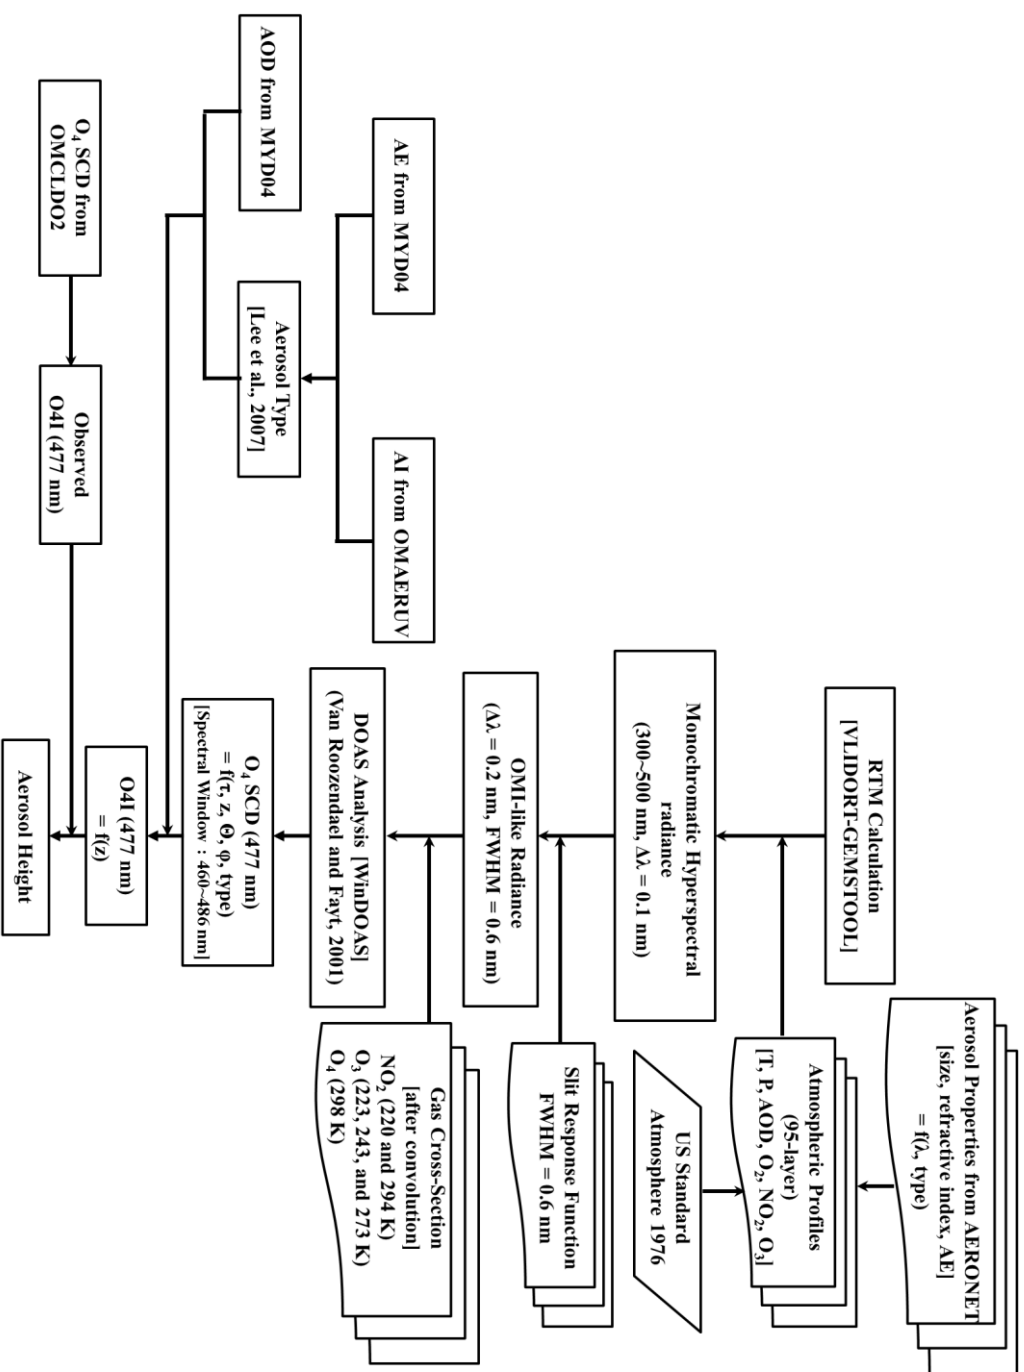 RTM Calculation
[VLIDORT-GEMSTOOL]
Aerosol Properties from AERONET
[size, refractive index, AE]
= f(λ, type)
Atmospheric Profiles
(95-layer)
[T, P, AOD, O₂, NO₂, O₃]
US Standard
Atmosphere 1976
Monochromatic Hyperspectral
radiance
(300~500 nm, Δλ = 0.1 nm)
Slit Response Function
FWHM = 0.6 nm
OMI-like Radiance
(Δλ = 0.2 nm, FWHM = 0.6 nm)
Gas Cross-Section
[after convolution]
NO₂ (220 and 294 K)
O₃ (223, 243, and 273 K)
O₄ (298 K)
DOAS Analysis [WinDOAS]
(Van Roozendael and Fayt, 2001)
AE from MYD04
AI from OMAERUV
AOD from MYD04
Aerosol Type
[Lee et al., 2007]
O₄ SCD (477 nm)
= f(τ, z, Θ, φ, type)
[Spectral Window : 460~486 nm]
O4I (477 nm)
= f(z)
O₄ SCD from
OMCLDO2
Observed
O4I (477 nm)
Aerosol Height